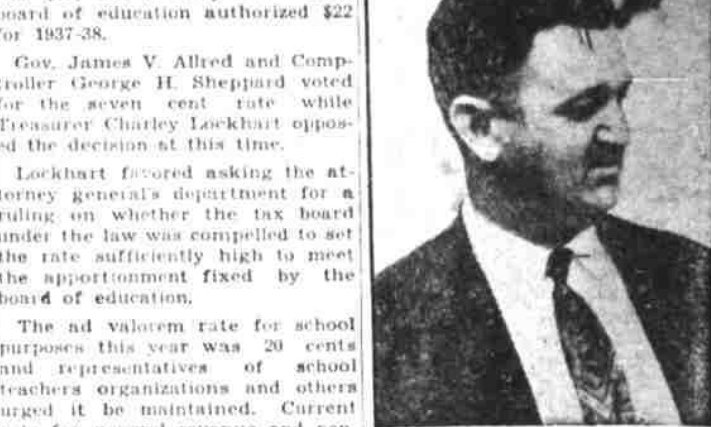 board of education authorized $22
for 1937-38.
Gov. James V. Allred and Comp-
troller George H. Sheppard voted
for the seven cent rate while
Treasurer Charley Lockhart oppos-
ed the decision at this time.
Lockhart favored asking the at-
torney general's department for a
ruling on whether the tax board
under the law was compelled to set
the rate sufficiently high to meet
the apportionment fixed by the
board of education.
The ad valorem rate for school
purposes this year was 20 cents
and representatives of school
teachers organizations and others
urged it be maintained. Current